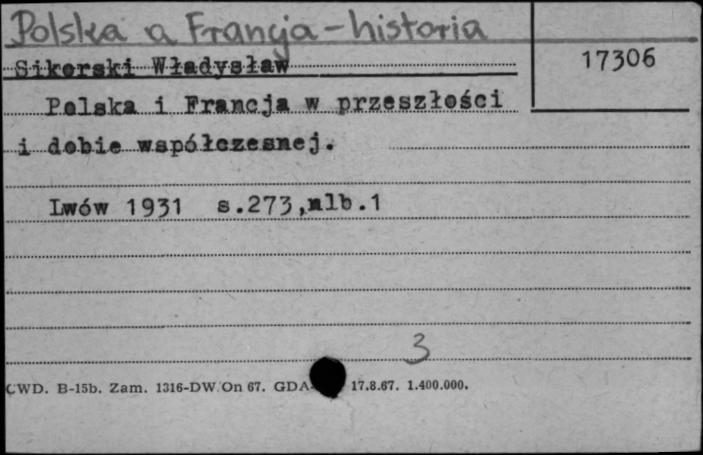 Polska a Francja - historia
17306
Sikorski Władysław
Polska i Francja w przeszłości
i dobie współczesnej.
Lwów 1931 s.273,nlb.1
3
CWD. B-15b. Zam. 1316-DW. On 67. GDA- 17.8.67. 1.400.000.